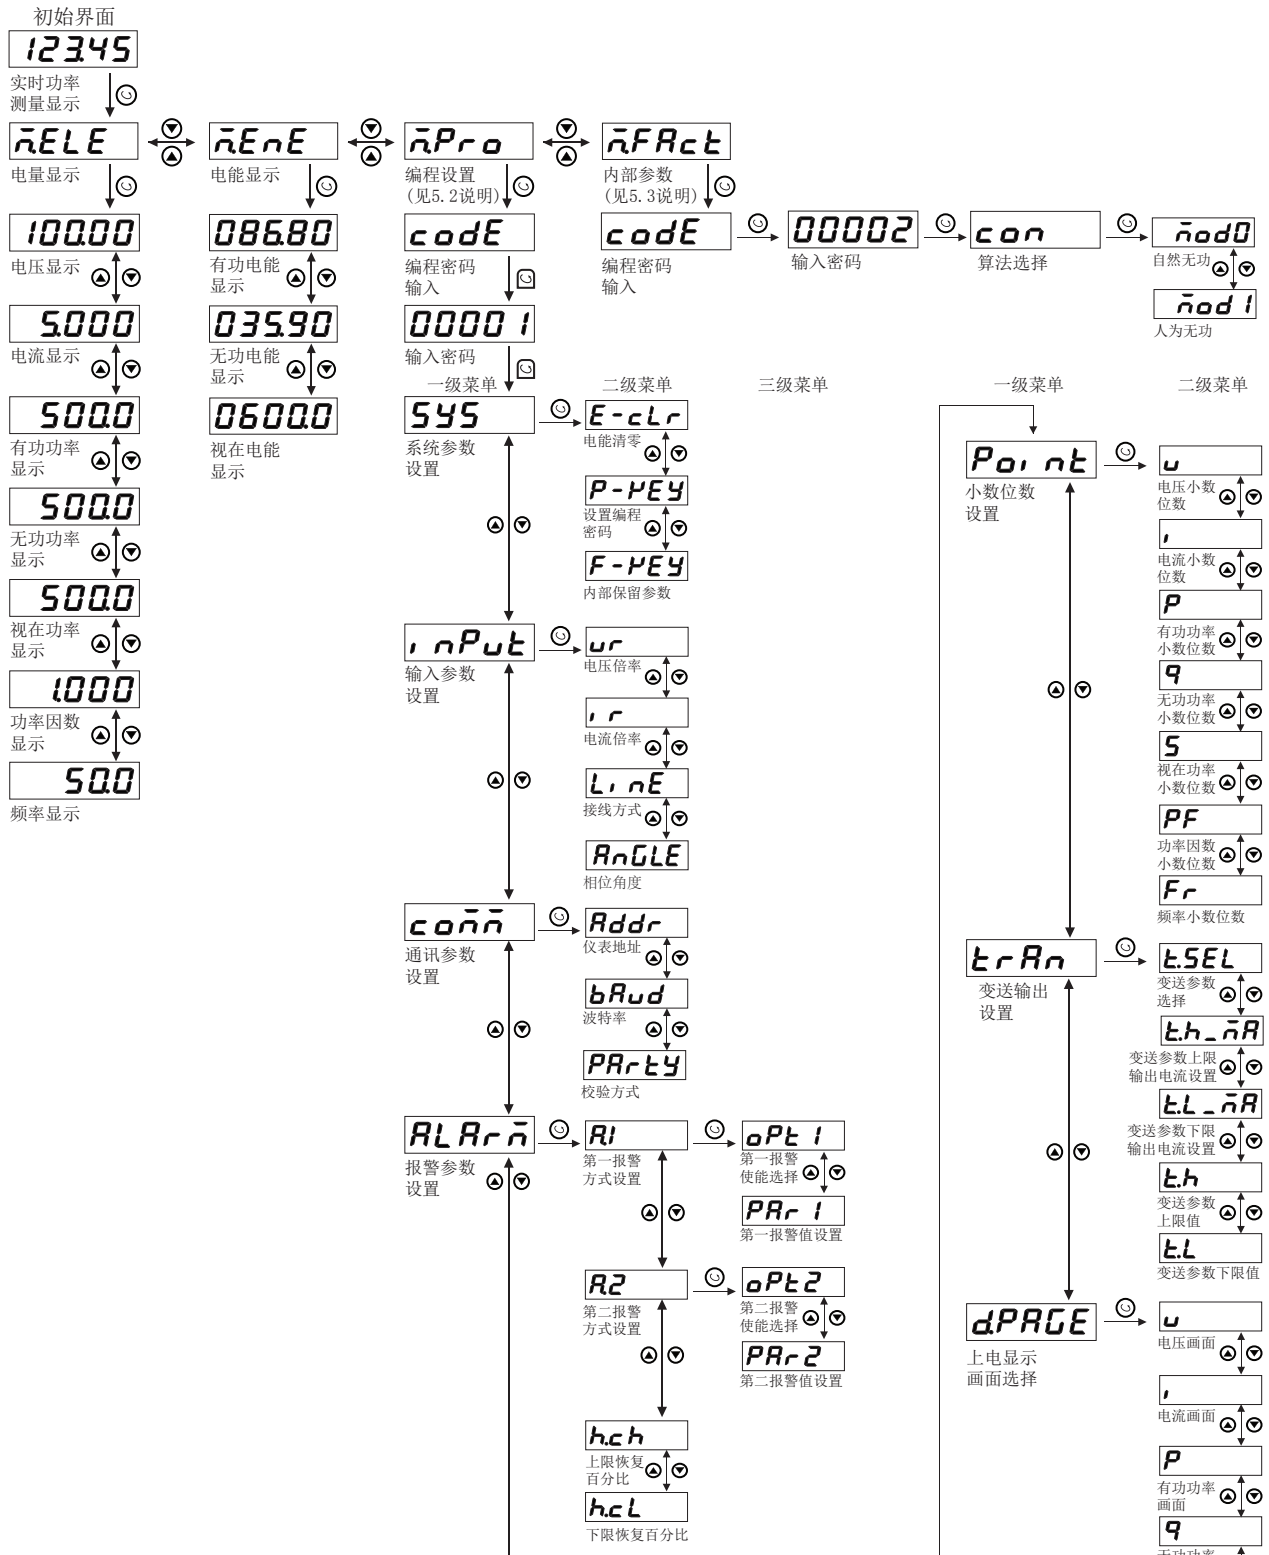 初始界面
123.45
实时功率
测量显示
M.ELE
电量显示
100.00
电压显示
5.000
电流显示
500.0
有功功率
显示
500.0
无功功率
显示
500.0
视在功率
显示
1.000
功率因数
显示
50.0
频率显示
M.EnE
电能显示
086.80
有功电能
显示
035.90
无功电能
显示
0600.0
视在电能
显示
M.Pro
编程设置
(见5.2说明)
codE
编程密码
输入
00001
输入密码
M.FAct
内部参数
(见5.3说明)
codE
编程密码
输入
00002
输入密码
con
算法选择
Mod0
自然无功
Mod1
人为无功
一级菜单
二级菜单
三级菜单
SYS
系统参数
设置
E-cLr
电能清零
P-KEY
设置编程
密码
F-KEY
内部保留参数
inPut
输入参数
设置
ur
电压倍率
ir
电流倍率
LinE
接线方式
AnGLE
相位角度
coMM
通讯参数
设置
Addr
仪表地址
bAud
波特率
PArtY
校验方式
ALArM
报警参数
设置
A.1
第一报警
方式设置
oPt1
第一报警
使能选择
PAr1
第一报警值设置
A.2
第二报警
方式设置
oPt2
第二报警
使能选择
PAr2
第二报警值设置
h.ch
上限恢复
百分比
h.cL
下限恢复百分比
一级菜单
二级菜单
Point
小数位数
设置
u
电压小数
位数
i
电流小数
位数
P
有功功率
小数位数
q
无功功率
小数位数
S
视在功率
小数位数
PF
功率因数
小数位数
Fr
频率小数位数
trAn
变送输出
设置
t.SEL
变送参数
选择
t.h_MA
变送参数上限
输出电流设置
t.L_MA
变送参数下限
输出电流设置
t.h
变送参数
上限值
t.L
变送参数下限值
d.PAGE
上电显示
画面选择
u
电压画面
i
电流画面
P
有功功率
画面
q
无功功率